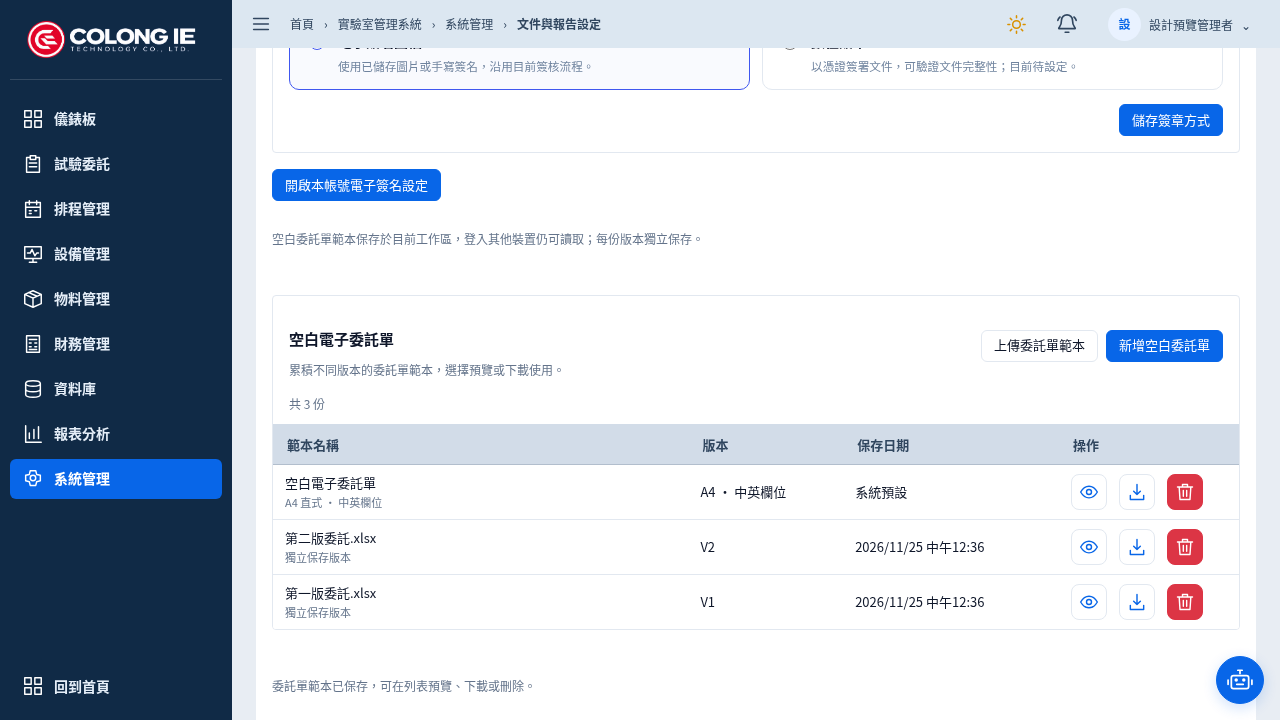 COLONG IE
TECHNOLOGY CO., LTD.
儀錶板
試驗委託
排程管理
設備管理
物料管理
財務管理
資料庫
報表分析
系統管理
回到首頁
首頁 › 實驗室管理系統 › 系統管理 › 文件與報告設定
設 設計預覽管理者
使用已儲存圖片或手寫簽名，沿用目前簽核流程。
以憑證簽署文件，可驗證文件完整性；目前待設定。
儲存簽章方式
開啟本帳號電子簽名設定
空白委託單範本保存於目前工作區，登入其他裝置仍可讀取；每份版本獨立保存。
空白電子委託單
上傳委託單範本 新增空白委託單
累積不同版本的委託單範本，選擇預覽或下載使用。
共 3 份
範本名稱 版本 保存日期 操作
空白電子委託單 A4 · 中英欄位 系統預設
A4 直式 · 中英欄位
第二版委託.xlsx V2 2026/11/25 中午12:36
獨立保存版本
第一版委託.xlsx V1 2026/11/25 中午12:36
獨立保存版本
委託單範本已保存，可在列表預覽、下載或刪除。